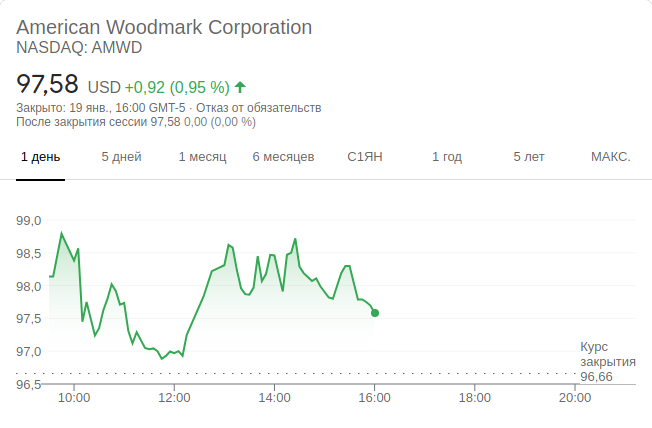 American Woodmark Corporation
NASDAQ: AMWD
97,58 USD +0,92 (0,95 %)
Закрыто: 19 янв., 16:00 GMT-5 · Отказ от обязательств
После закрытия сессии 97,58 0,00 (0,00 %)
1 день 5 дней 1 месяц 6 месяцев С1ЯН 1 год 5 лет МАКС.
99,0
98,5
98,0
97,5
97,0
96,5
Курс
закрытия
96,66
10:00 12:00 14:00 16:00 18:00 20:00